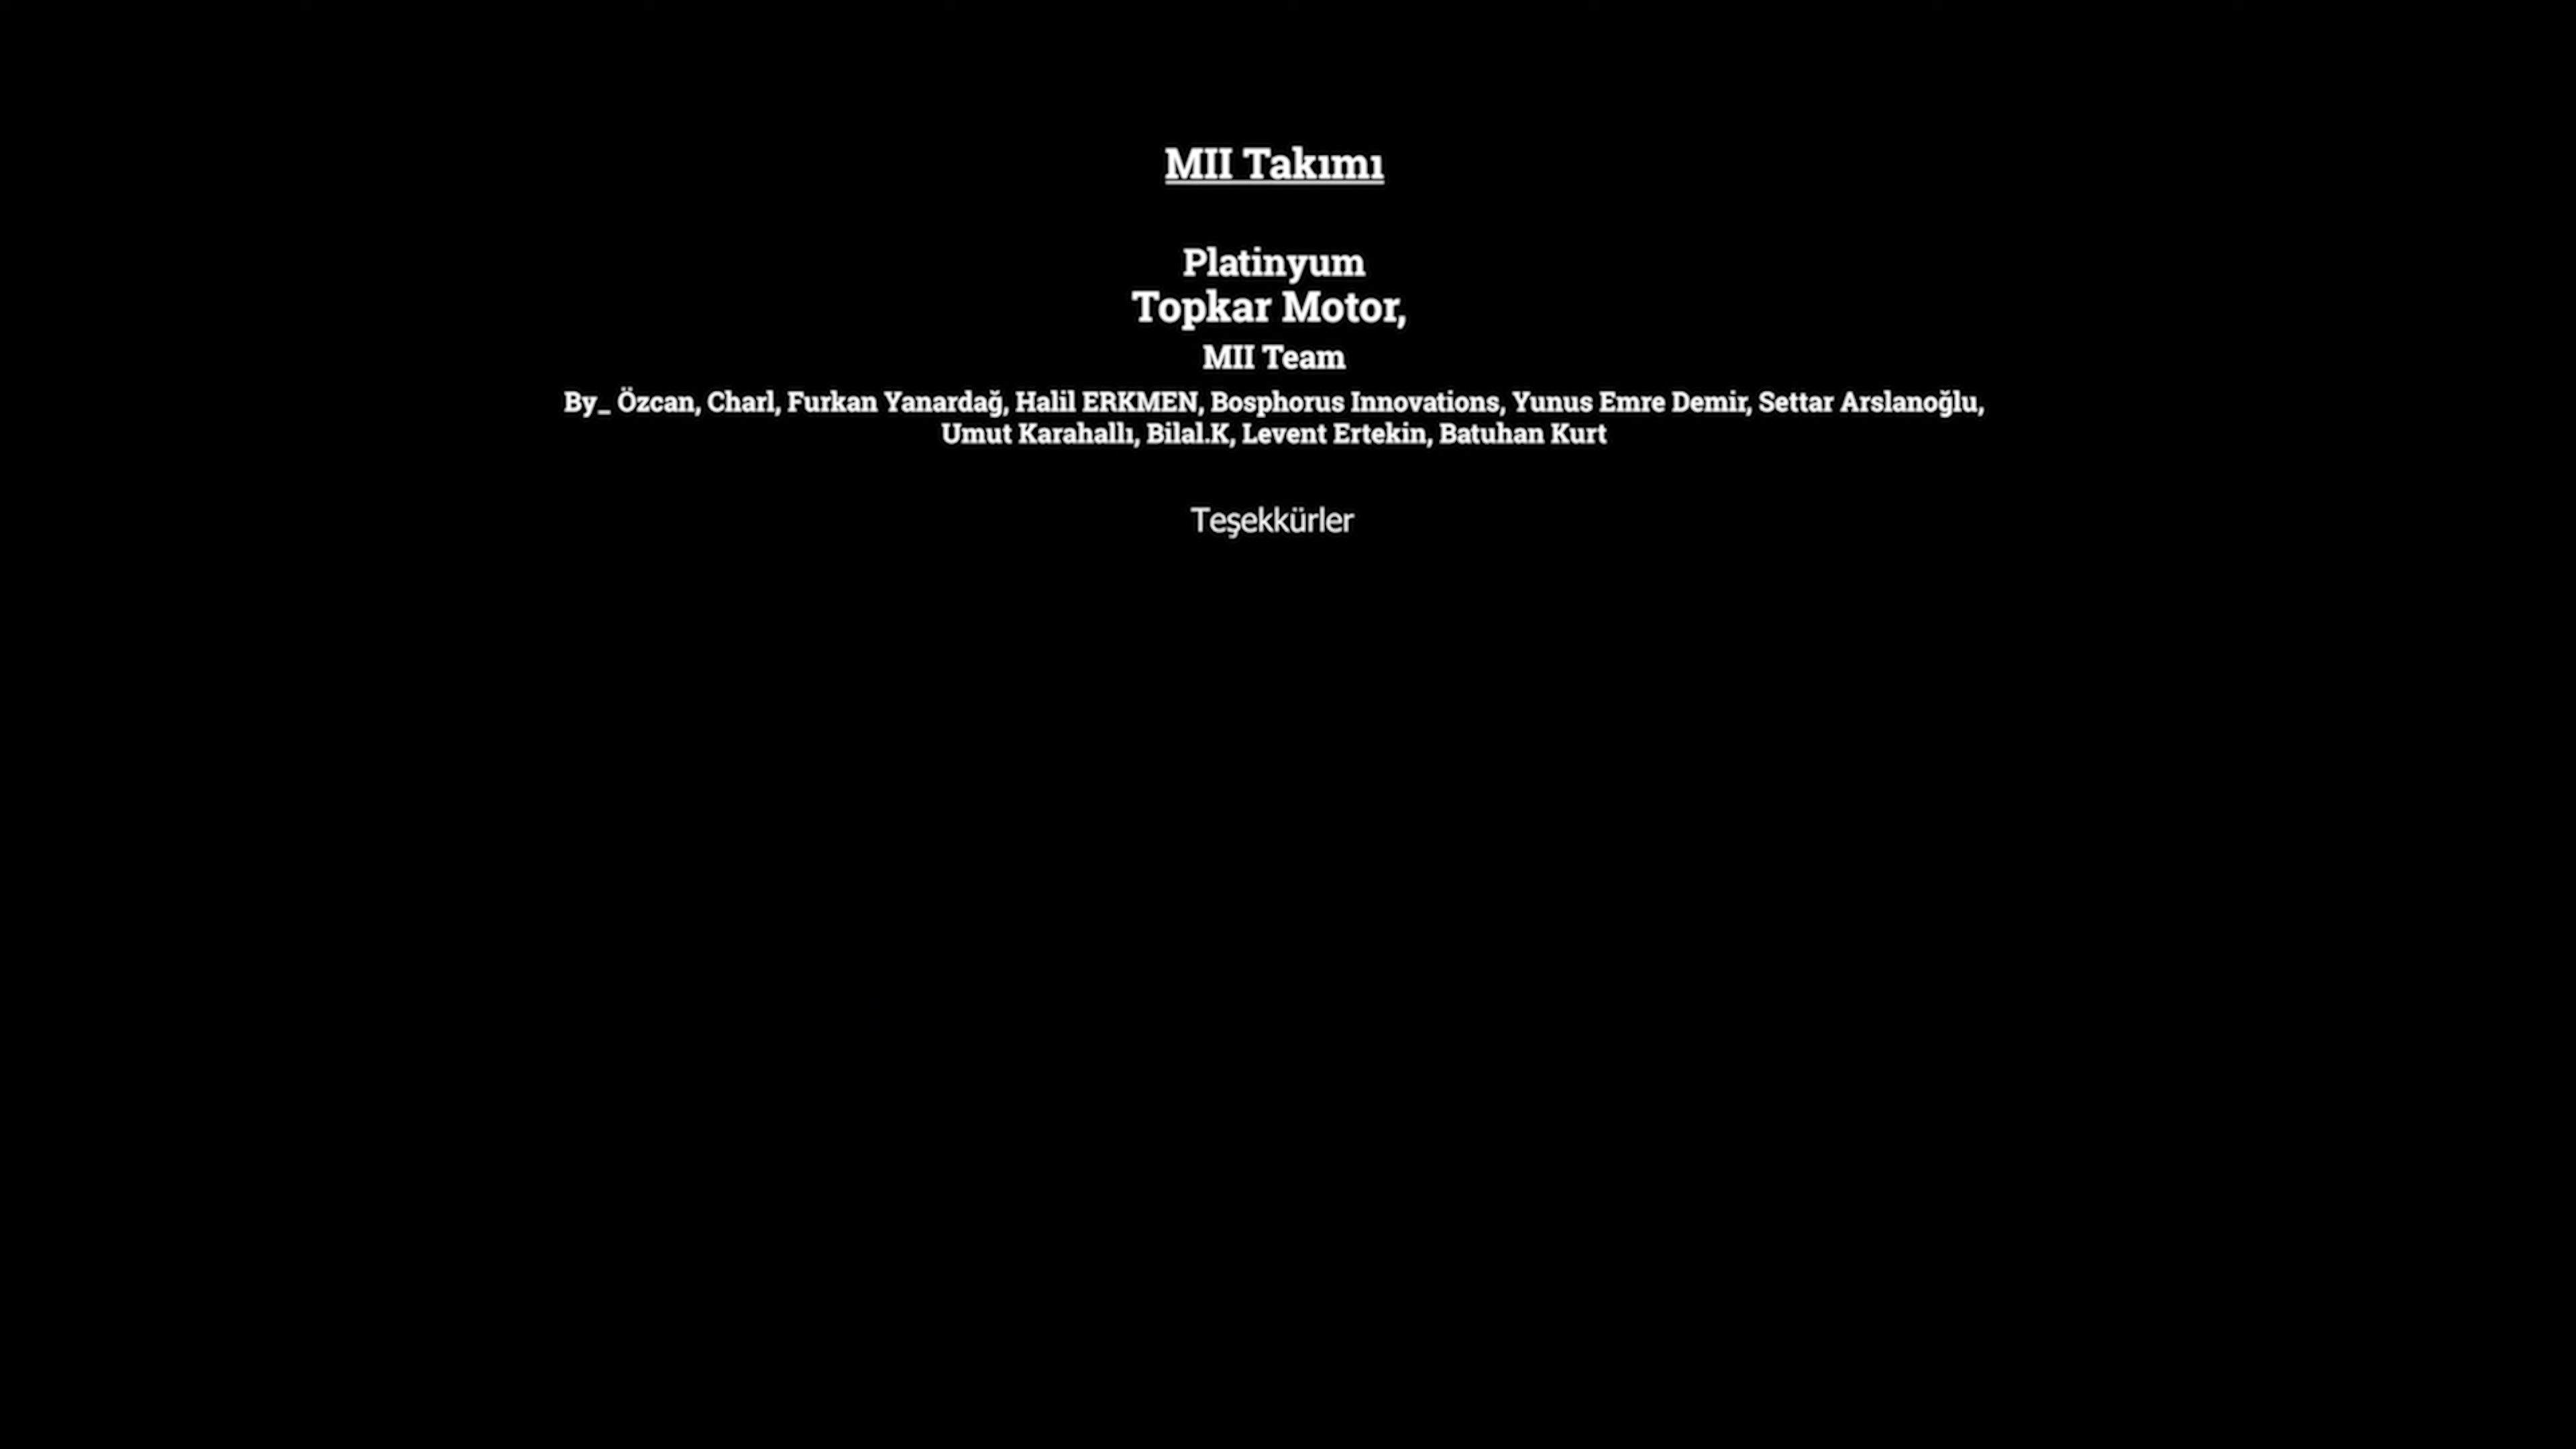 MII Takımı
Platinyum
Topkar Motor,
MII Team
By_ Özcan, Charl, Furkan Yanardağ, Halil ERKMEN, Bosphorus Innovations, Yunus Emre Demir, Settar Arslanoğlu,
Umut Karahallı, Bilal.K, Levent Ertekin, Batuhan Kurt
Teşekkürler